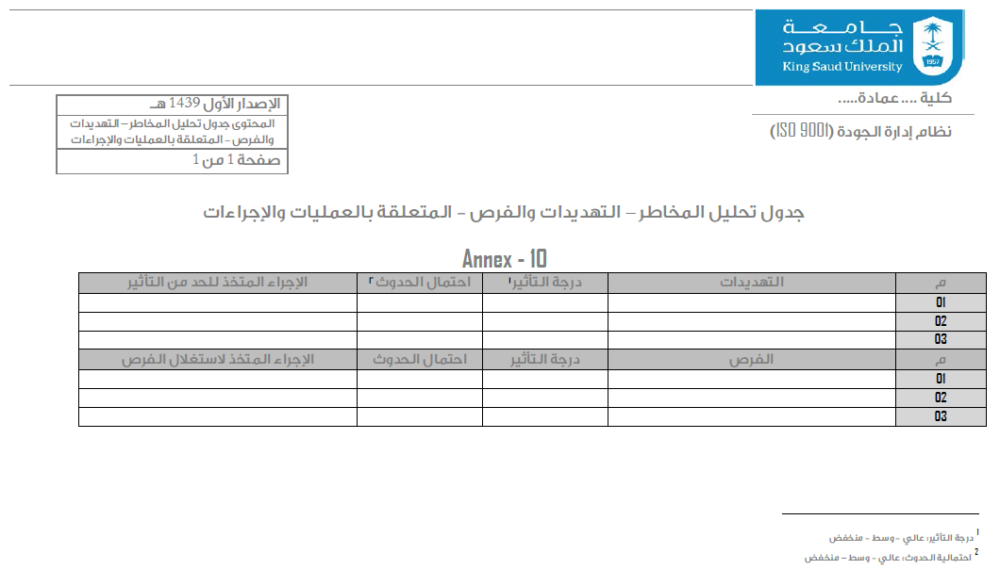 جــامــعــة
الملك سعود
King Saud University
1957
كلية .... عمادة.....
نظام إدارة الجودة (ISO 9001)
الإصدار الأول 1439 هــ
المحتوى جدول تحليل المخاطر – التهديدات
والفرص - المتعلقة بالعمليات والإجراءات
صفحة 1 من 1
جدول تحليل المخاطر – التهديدات والفرص - المتعلقة بالعمليات والإجراءات
Annex - 10
م التهديدات درجة التأثير¹ احتمال الحدوث² الإجراء المتخذ للحد من التأثير
01
02
03
م الفرص درجة التأثير احتمال الحدوث الإجراء المتخذ لاستغلال الفرص
01
02
03
1 درجة التأثير: عالي - وسط - منخفض
2 احتمالية الحدوث: عالي - وسط – منخفض